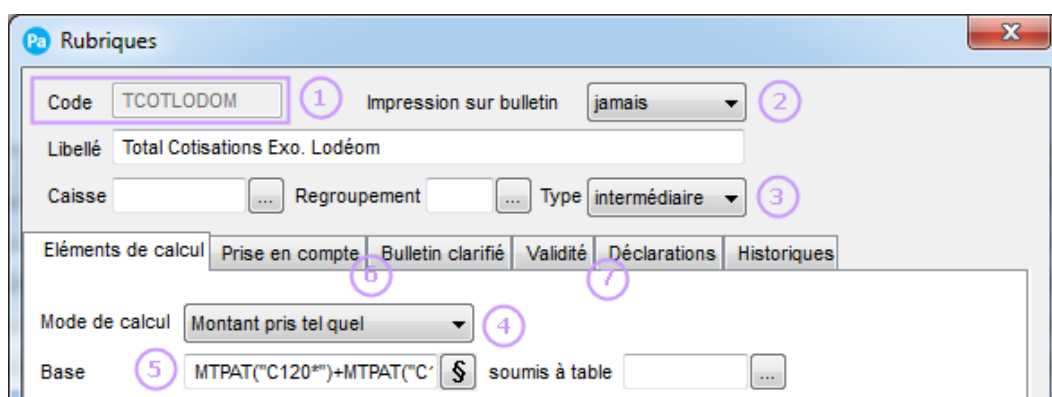 Pa Rubriques X
Code TCOTLODOM 1 Impression sur bulletin jamais 2
Libellé Total Cotisations Exo. Lodéom
Caisse ... Regroupement ... Type intermédiaire 3
Eléments de calcul Prise en compte Bulletin clarifié Validité Déclarations Historiques
6 7
Mode de calcul Montant pris tel quel 4
Base 5 MTPAT("C120*")+MTPAT("C § soumis à table ...